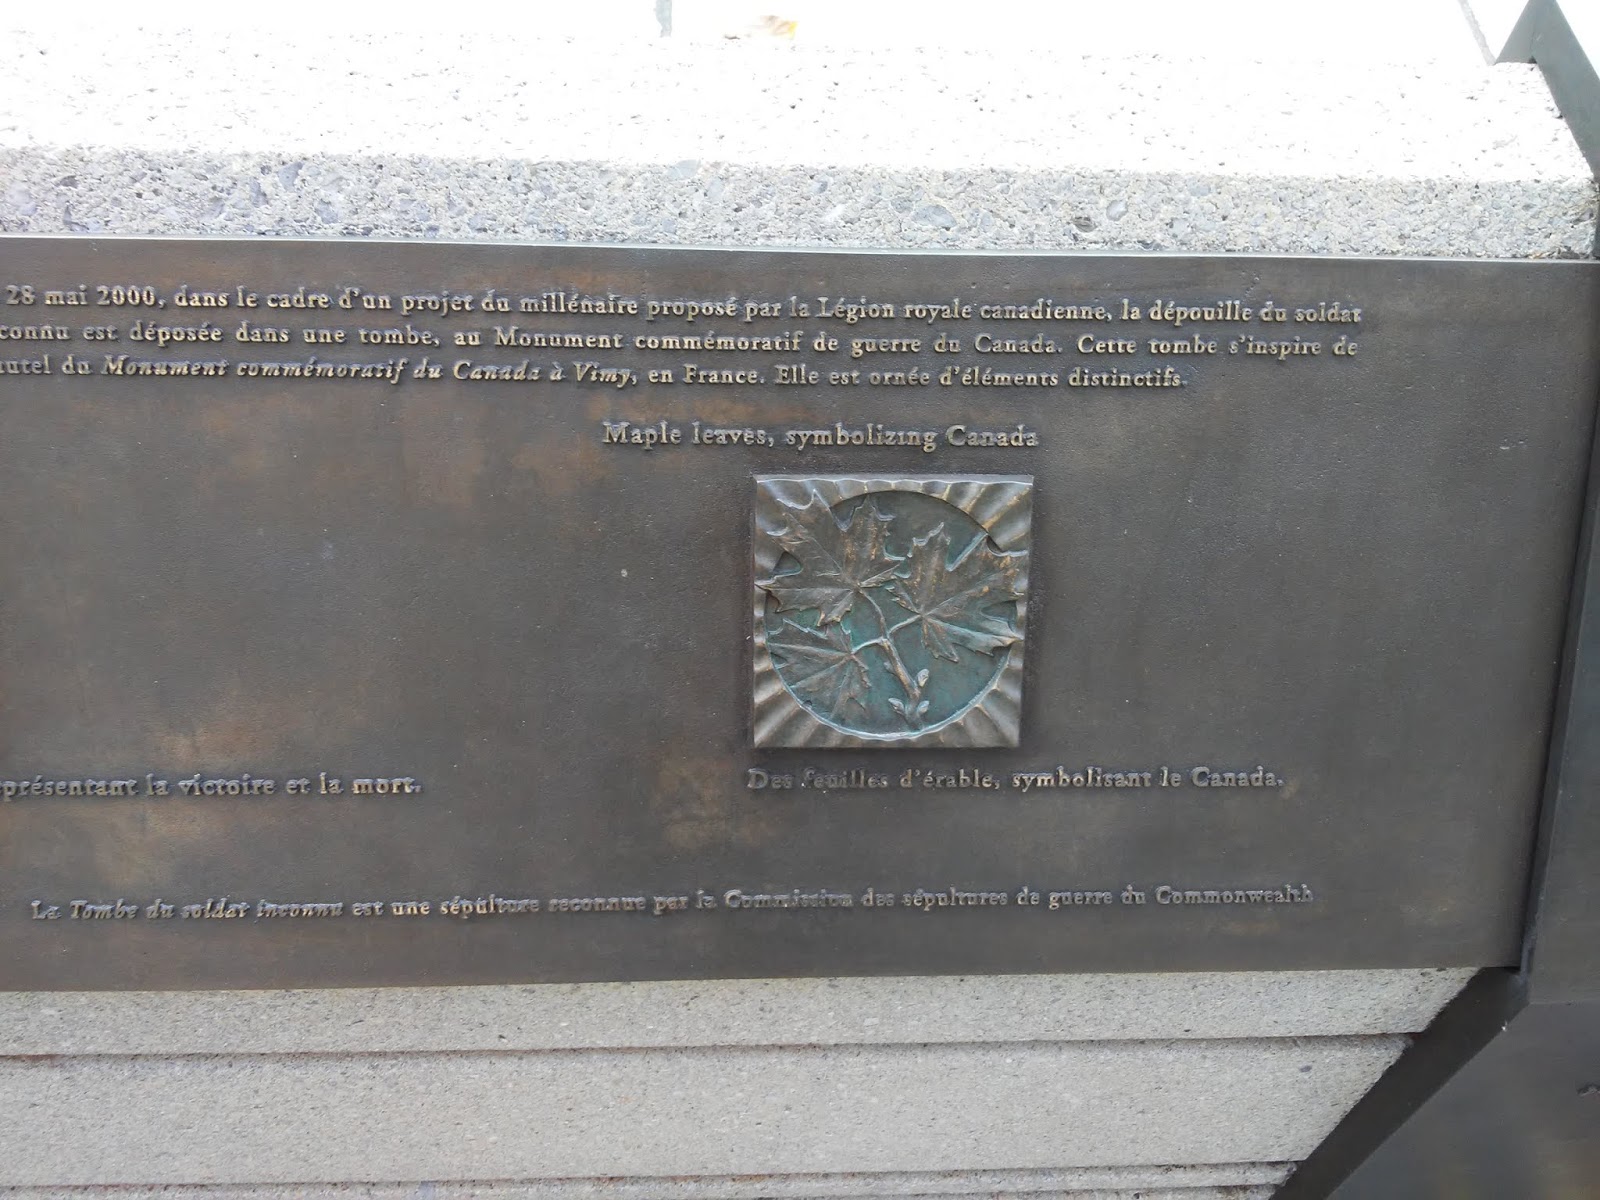 28 mai 2000, dans le cadre d'un projet du millénaire proposé par la Légion royale canadienne, la dépouille du soldat
connu est déposée dans une tombe, au Monument commémoratif de guerre du Canada. Cette tombe s'inspire de
utel du Monument commémoratif du Canada à Vimy, en France. Elle est ornée d'éléments distinctifs.
Maple leaves, symbolizing Canada
présentant la victoire et la mort.
Des feuilles d'érable, symbolisant le Canada.
La Tombe du soldat inconnu est une sépulture reconnue par la Commission des sépultures de guerre du Commonwealth